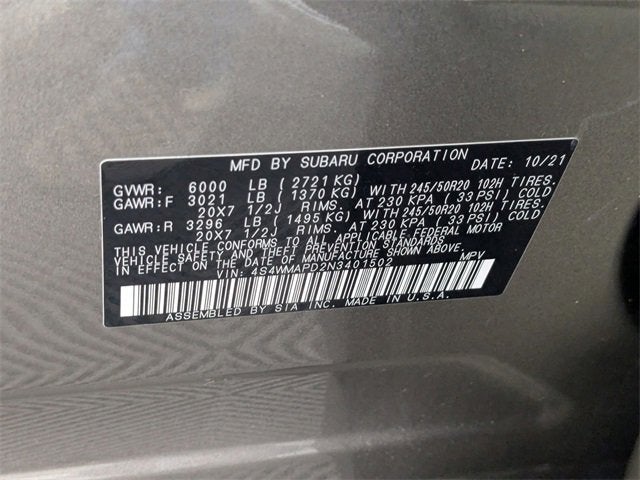 MFD BY SUBARU CORPORATION DATE: 10/21
GVWR: 6000 LB (2721 KG)
GAWR:F 3021 LB (1370 KG) WITH 245/50R20 102H TIRES.
20X7 1/2J RIMS. AT 230 KPA (33 PSI) COLD
GAWR:R 3296 LB (1495 KG) WITH 245/50R20 102H TIRES.
20X7 1/2J RIMS. AT 230 KPA (33 PSI) COLD
THIS VEHICLE CONFORMS TO ALL APPLICABLE FEDERAL MOTOR
VEHICLE SAFETY AND THEFT PREVENTION STANDARDS
IN EFFECT ON THE DATE OF MANUFACTURE SHOWN ABOVE.
VIN: 4S4WMAPD2N3401502 MPV
ASSEMBLED BY SIA INC. MADE IN U.S.A.